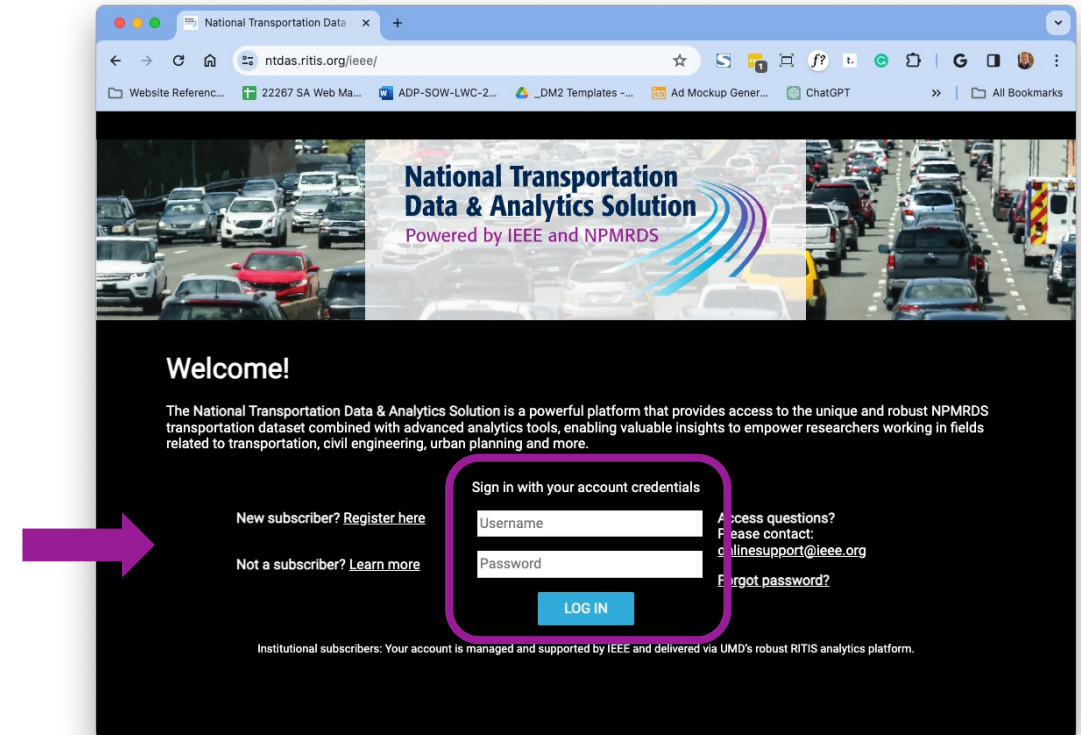 National Transportation Data
ntdas.ritis.org/ieee/
1
f?
t.
G
G
Website Referenc...
22267 SA Web Ma...
ADP-SOW-LWC-2...
_DM2 Templates -...
AD
Ad Mockup Gener...
ChatGPT
»
All Bookmarks
National Transportation
Data & Analytics Solution
Powered by IEEE and NPMRDS
Welcome!
The National Transportation Data & Analytics Solution is a powerful platform that provides access to the unique and robust NPMRDS
transportation dataset combined with advanced analytics tools, enabling valuable insights to empower researchers working in fields
related to transportation, civil engineering, urban planning and more.
Sign in with your account credentials
New subscriber? Register here
Username
Access questions?
Please contact:
onlinesupport@ieee.org
Not a subscriber? Learn more
Password
Forgot password?
LOG IN
Institutional subscribers: Your account is managed and supported by IEEE and delivered via UMD's robust RITIS analytics platform.